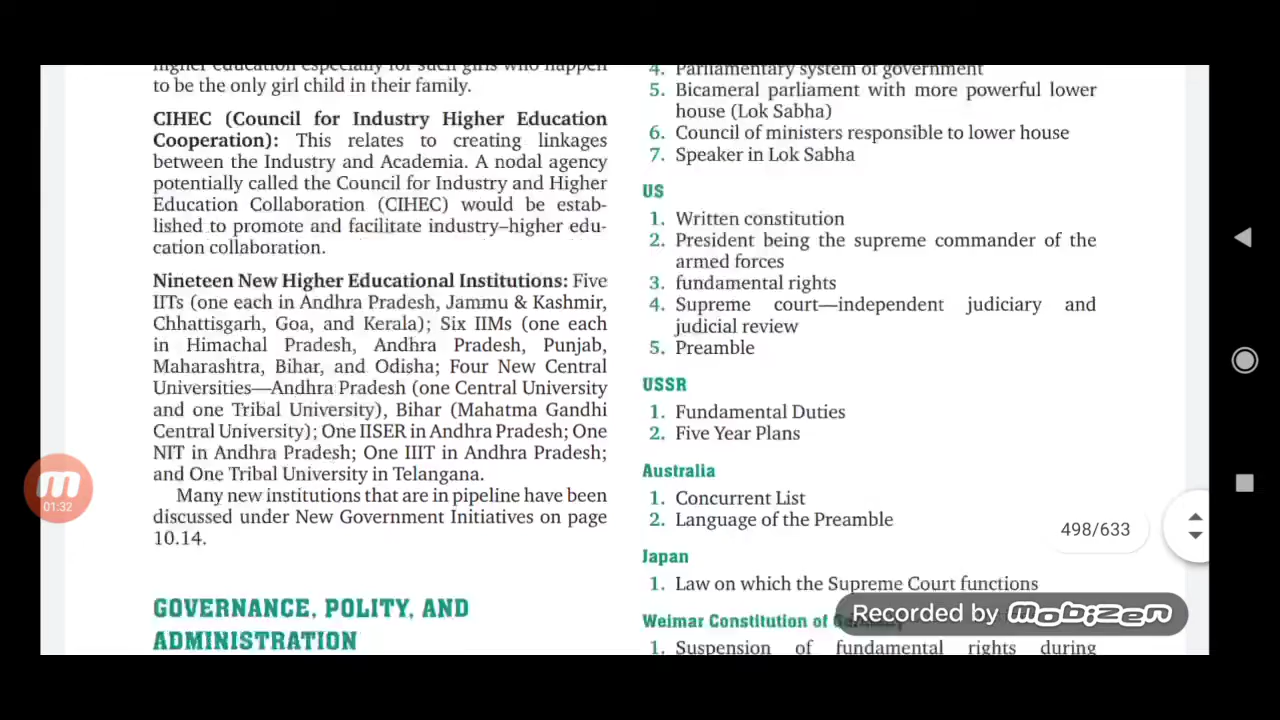 higher education especially for such girls who happen
to be the only girl child in their family.
CIHEC (Council for Industry Higher Education
Cooperation): This relates to creating linkages
between the Industry and Academia. A nodal agency
potentially called the Council for Industry and Higher
Education Collaboration (CIHEC) would be estab-
lished to promote and facilitate industry–higher edu-
cation collaboration.
Nineteen New Higher Educational Institutions: Five
IITs (one each in Andhra Pradesh, Jammu & Kashmir,
Chhattisgarh, Goa, and Kerala); Six IIMs (one each
in Himachal Pradesh, Andhra Pradesh, Punjab,
Maharashtra, Bihar, and Odisha; Four New Central
Universities—Andhra Pradesh (one Central University
and one Tribal University), Bihar (Mahatma Gandhi
Central University); One IISER in Andhra Pradesh; One
NIT in Andhra Pradesh; One IIIT in Andhra Pradesh;
and One Tribal University in Telangana.
Many new institutions that are in pipeline have been
discussed under New Government Initiatives on page
10.14.
GOVERNANCE, POLITY, AND
ADMINISTRATION
4. Parliamentary system of government
5. Bicameral parliament with more powerful lower
house (Lok Sabha)
6. Council of ministers responsible to lower house
7. Speaker in Lok Sabha
US
1. Written constitution
2. President being the supreme commander of the
armed forces
3. fundamental rights
4. Supreme court—independent judiciary and
judicial review
5. Preamble
USSR
1. Fundamental Duties
2. Five Year Plans
Australia
1. Concurrent List
2. Language of the Preamble
Japan
1. Law on which the Supreme Court functions
Weimar Constitution of
1. Suspension of fundamental rights during
498/633
Recorded by mobizen
01:32